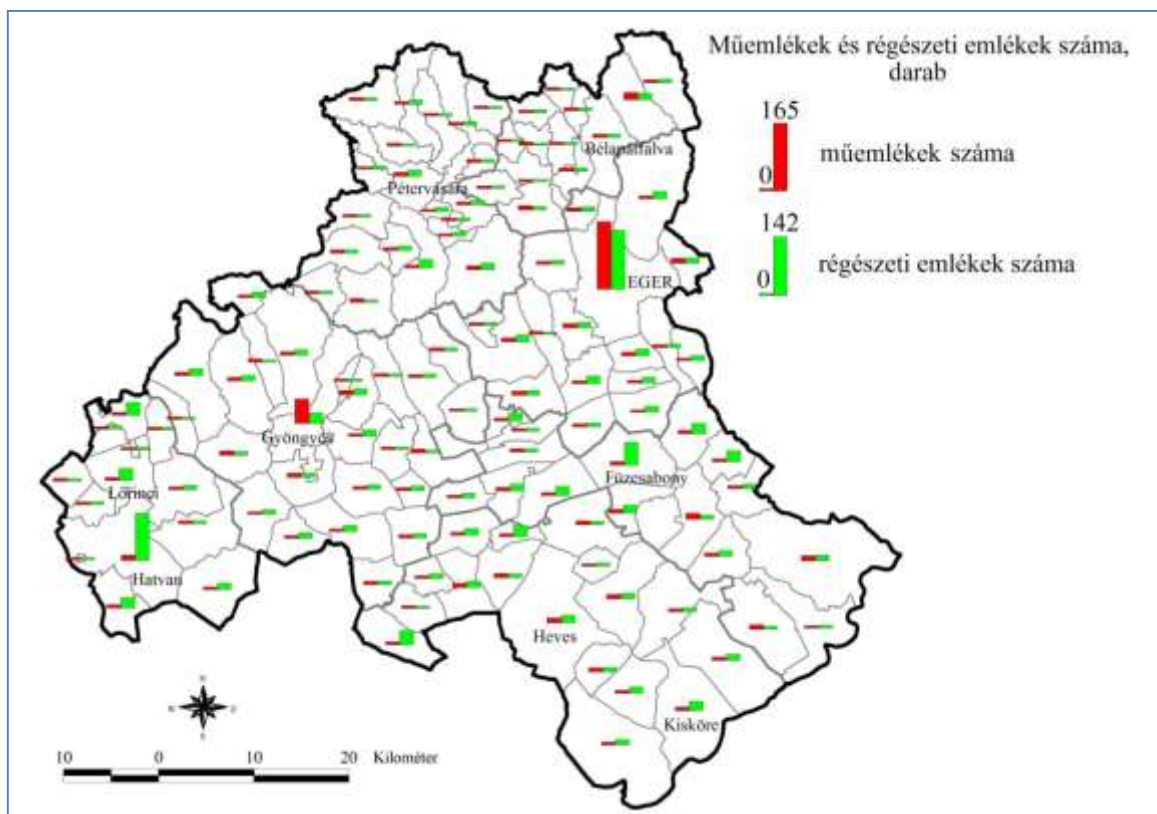 Műemlékek és régészeti emlékek száma,
darab
165
0
műemlékek száma
142
0
régészeti emlékek száma
Bélapátfalva
Pétervására
EGER
Gyöngyös
Füzesabony
Lőrinci
Hatvan
Heves
Kisköre
10 0 10 20 Kilométer